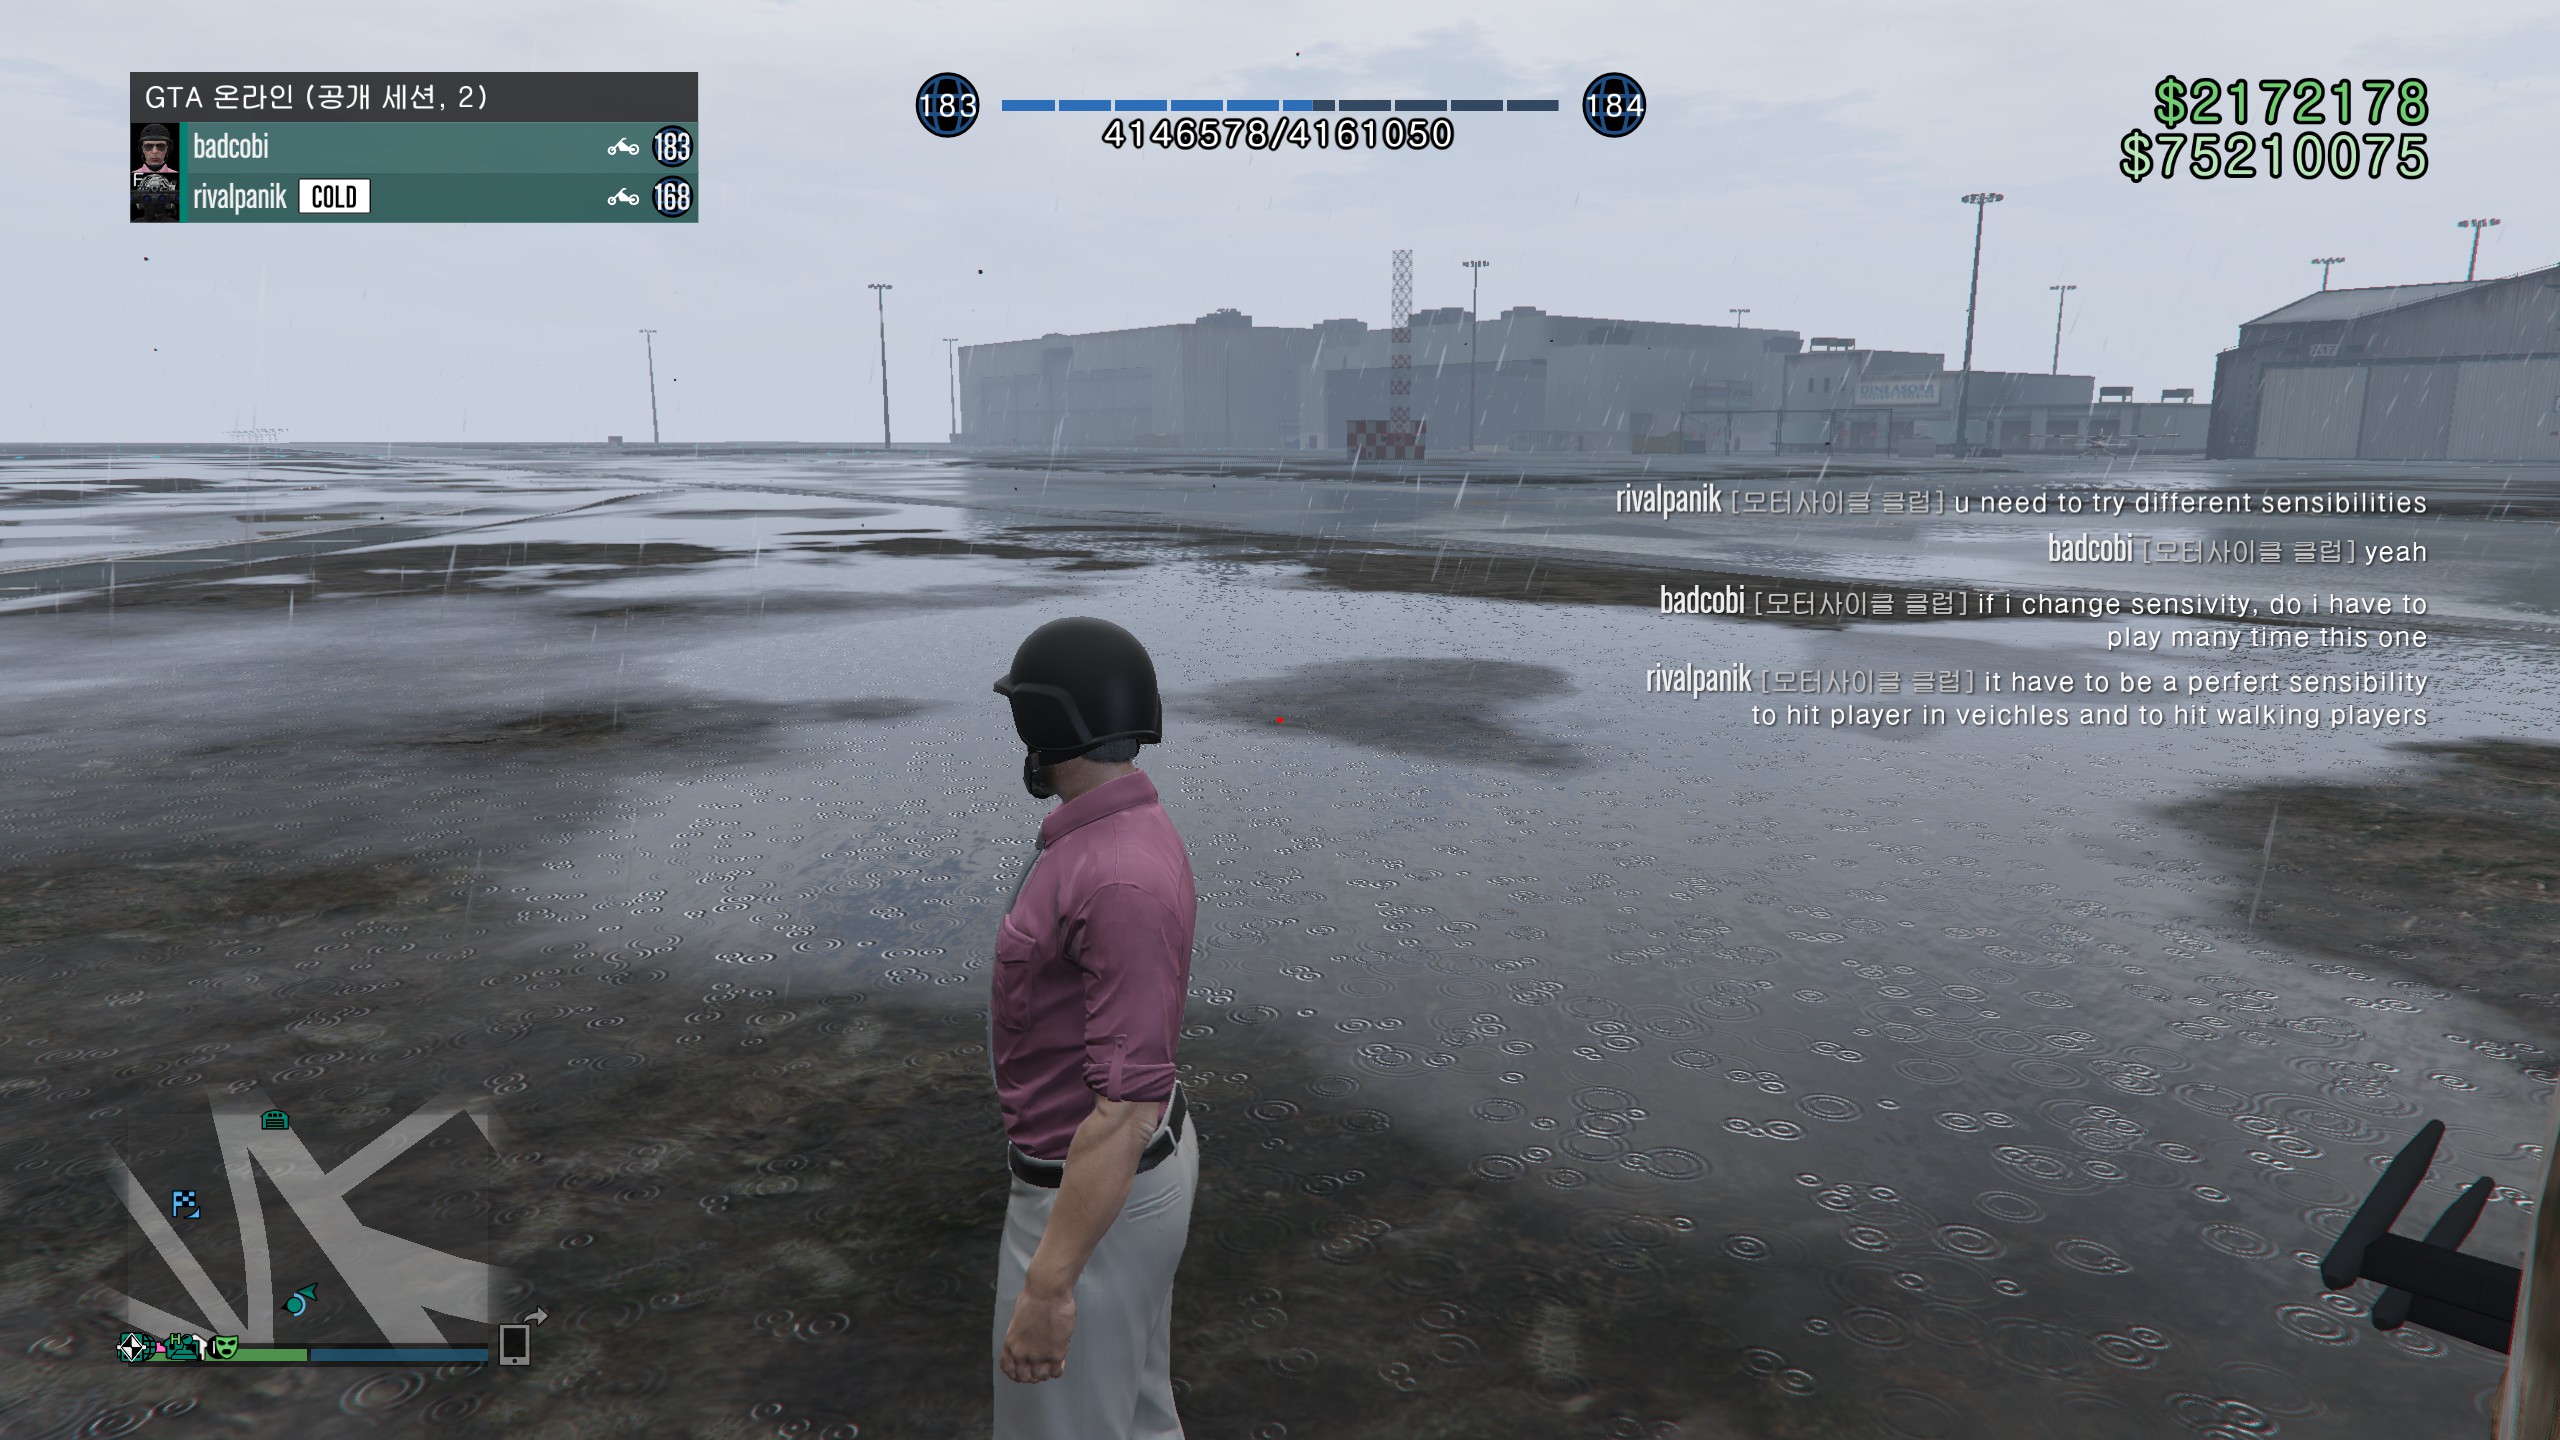 GTA 온라인 (공개 세션, 2)
badcobi 183
rivalpanik COLD 168
183 184
4146578/4161050
$2172178
$75210075
DINEASOAR
rivalpanik [모터사이클 클럽] u need to try different sensibilities
badcobi [모터사이클 클럽] yeah
badcobi [모터사이클 클럽] if i change sensivity, do i have to
play many time this one
rivalpanik [모터사이클 클럽] it have to be a perfert sensibility
to hit player in veichles and to hit walking players
H